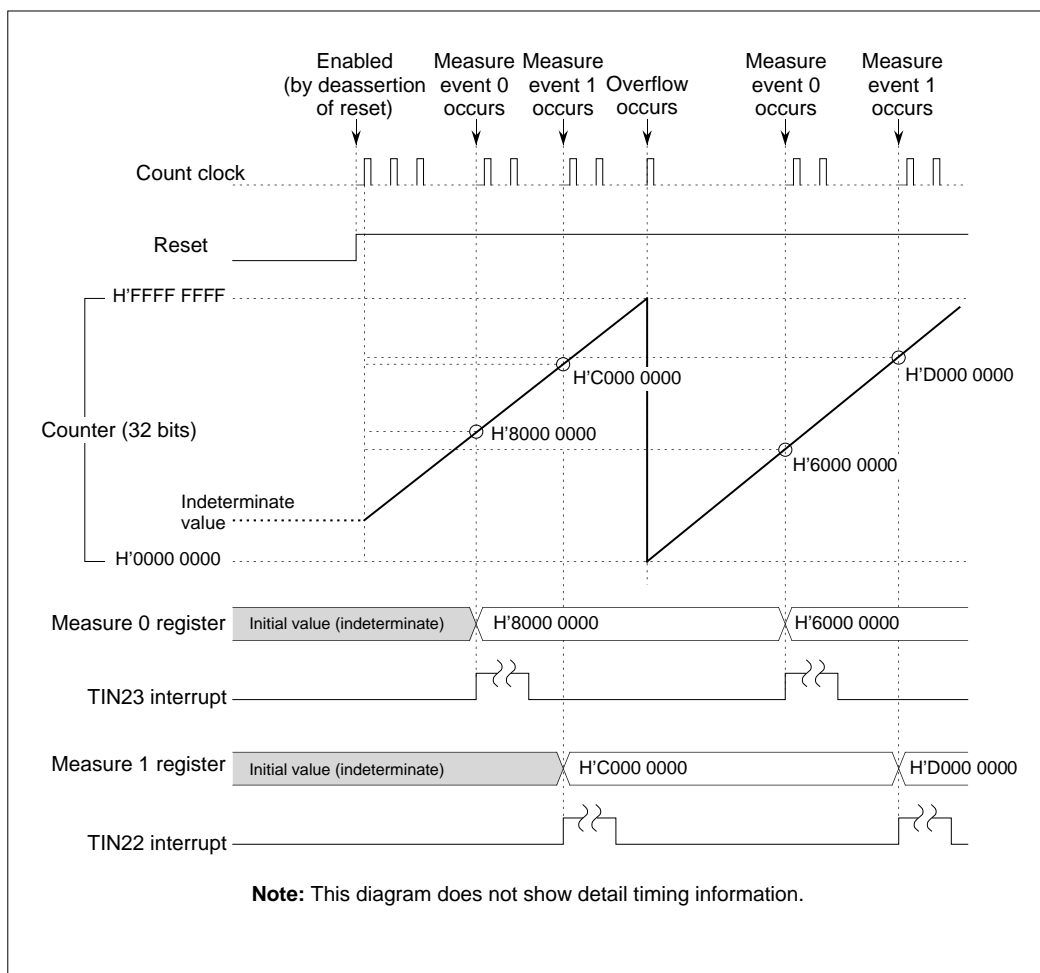 Enabled
(by deassertion
of reset)
Measure
event 0
occurs
Measure
event 1
occurs
Overflow
occurs
Measure
event 0
occurs
Measure
event 1
occurs
Count clock
Reset
H'FFFF FFFF
H'C000 0000
H'D000 0000
Counter (32 bits)
H'8000 0000
H'6000 0000
Indeterminate
value
H'0000 0000
Measure 0 register
Initial value (indeterminate)
H'8000 0000
H'6000 0000
TIN23 interrupt
Measure 1 register
Initial value (indeterminate)
H'C000 0000
H'D000 0000
TIN22 interrupt
Note: This diagram does not show detail timing information.